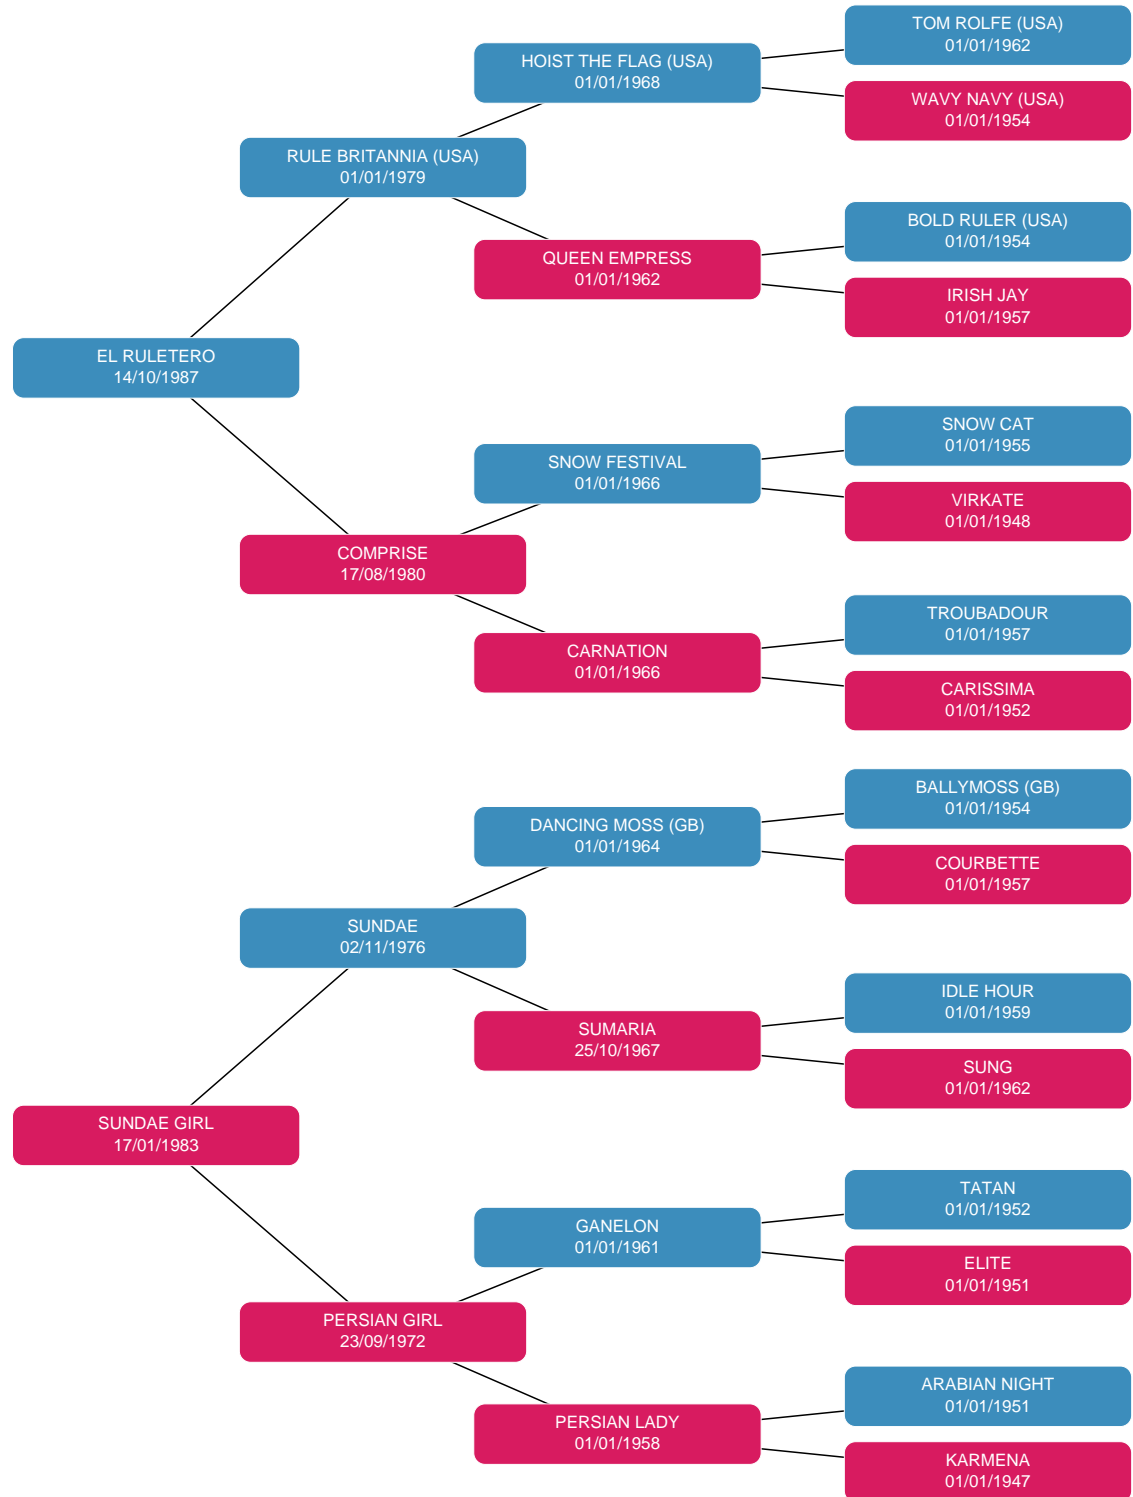 TOM ROLFE (USA)
01/01/1962
HOIST THE FLAG (USA)
01/01/1968
WAVY NAVY (USA)
01/01/1954
RULE BRITANNIA (USA)
01/01/1979
BOLD RULER (USA)
01/01/1954
QUEEN EMPRESS
01/01/1962
IRISH JAY
01/01/1957
EL RULETERO
14/10/1987
SNOW CAT
01/01/1955
SNOW FESTIVAL
01/01/1966
VIRKATE
01/01/1948
COMPRISE
17/08/1980
TROUBADOUR
01/01/1957
CARNATION
01/01/1966
CARISSIMA
01/01/1952
BALLYMOSS (GB)
01/01/1954
DANCING MOSS (GB)
01/01/1964
COURBETTE
01/01/1957
SUNDAE
02/11/1976
IDLE HOUR
01/01/1959
SUMARIA
25/10/1967
SUNG
01/01/1962
SUNDAE GIRL
17/01/1983
TATAN
01/01/1952
GANELON
01/01/1961
ELITE
01/01/1951
PERSIAN GIRL
23/09/1972
ARABIAN NIGHT
01/01/1951
PERSIAN LADY
01/01/1958
KARMENA
01/01/1947